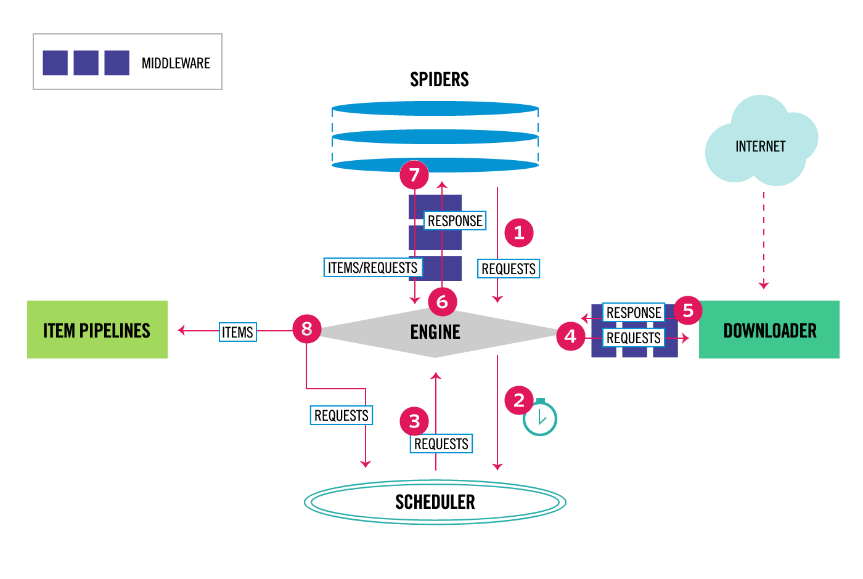 MIDDLEWARE
SPIDERS
INTERNET
7
RESPONSE
1
ITEMS/REQUESTS
REQUESTS
6
5
RESPONSE
ITEM PIPELINES
ITEMS
8
ENGINE
4
REQUESTS
DOWNLOADER
2
REQUESTS
3
REQUESTS
SCHEDULER